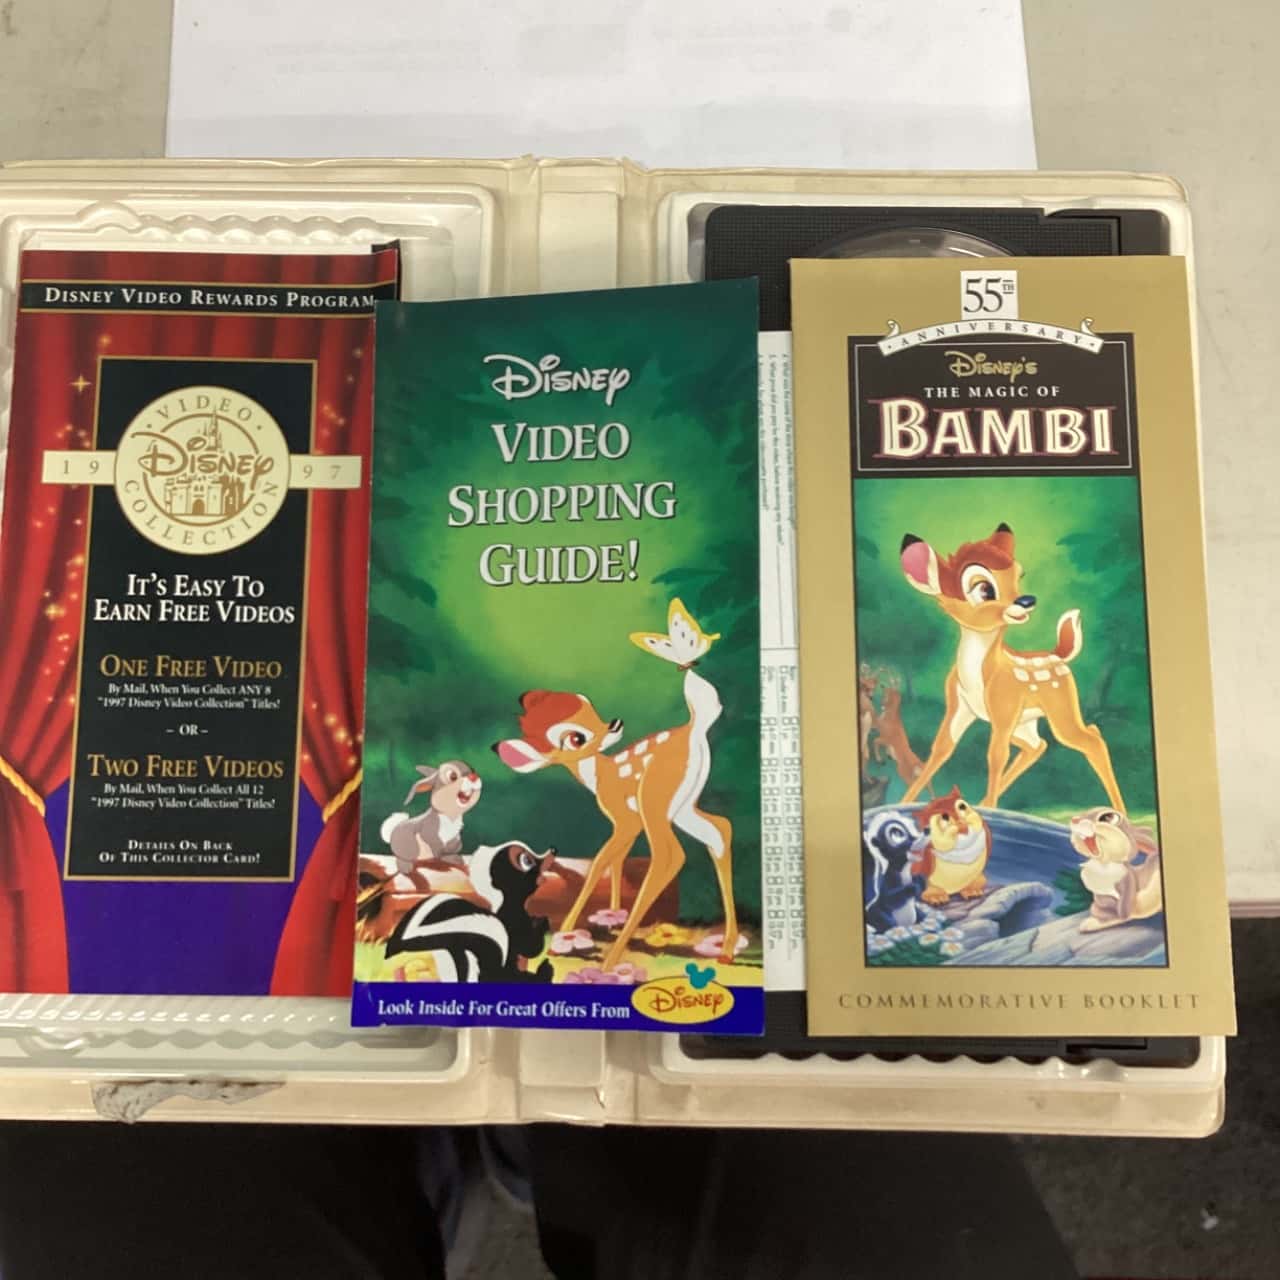 DISNEY VIDEO REWARDS PROGRAM
VIDEO
19 DISNEY 97
COLLECTION
IT'S EASY TO
EARN FREE VIDEOS
ONE FREE VIDEO
By Mail, When You Collect ANY 8
"1997 Disney Video Collection" Titles!
– OR –
TWO FREE VIDEOS
By Mail, When You Collect All 12
"1997 Disney Video Collection" Titles!
DETAILS ON BACK
OF THIS COLLECTOR CARD!
DISNEY
VIDEO
SHOPPING
GUIDE!
Look Inside For Great Offers From DISNEY
55TH
• ANNIVERSARY •
DISNEY'S
THE MAGIC OF
BAMBI
COMMEMORATIVE BOOKLET